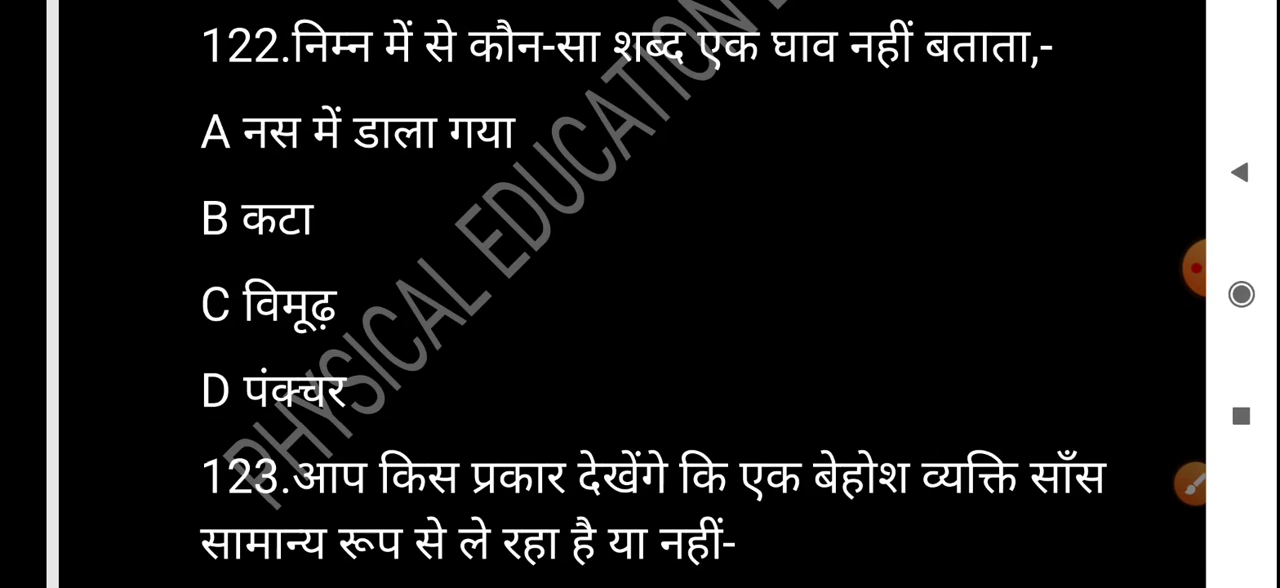 122.निम्न में से कौन-सा शब्द एक घाव नहीं बताता,-
A नस में डाला गया
B कटा
C विमूढ़
D पंक्चर
123.आप किस प्रकार देखेंगे कि एक बेहोश व्यक्ति साँस
सामान्य रूप से ले रहा है या नहीं-
PHYSICAL EDUCATION